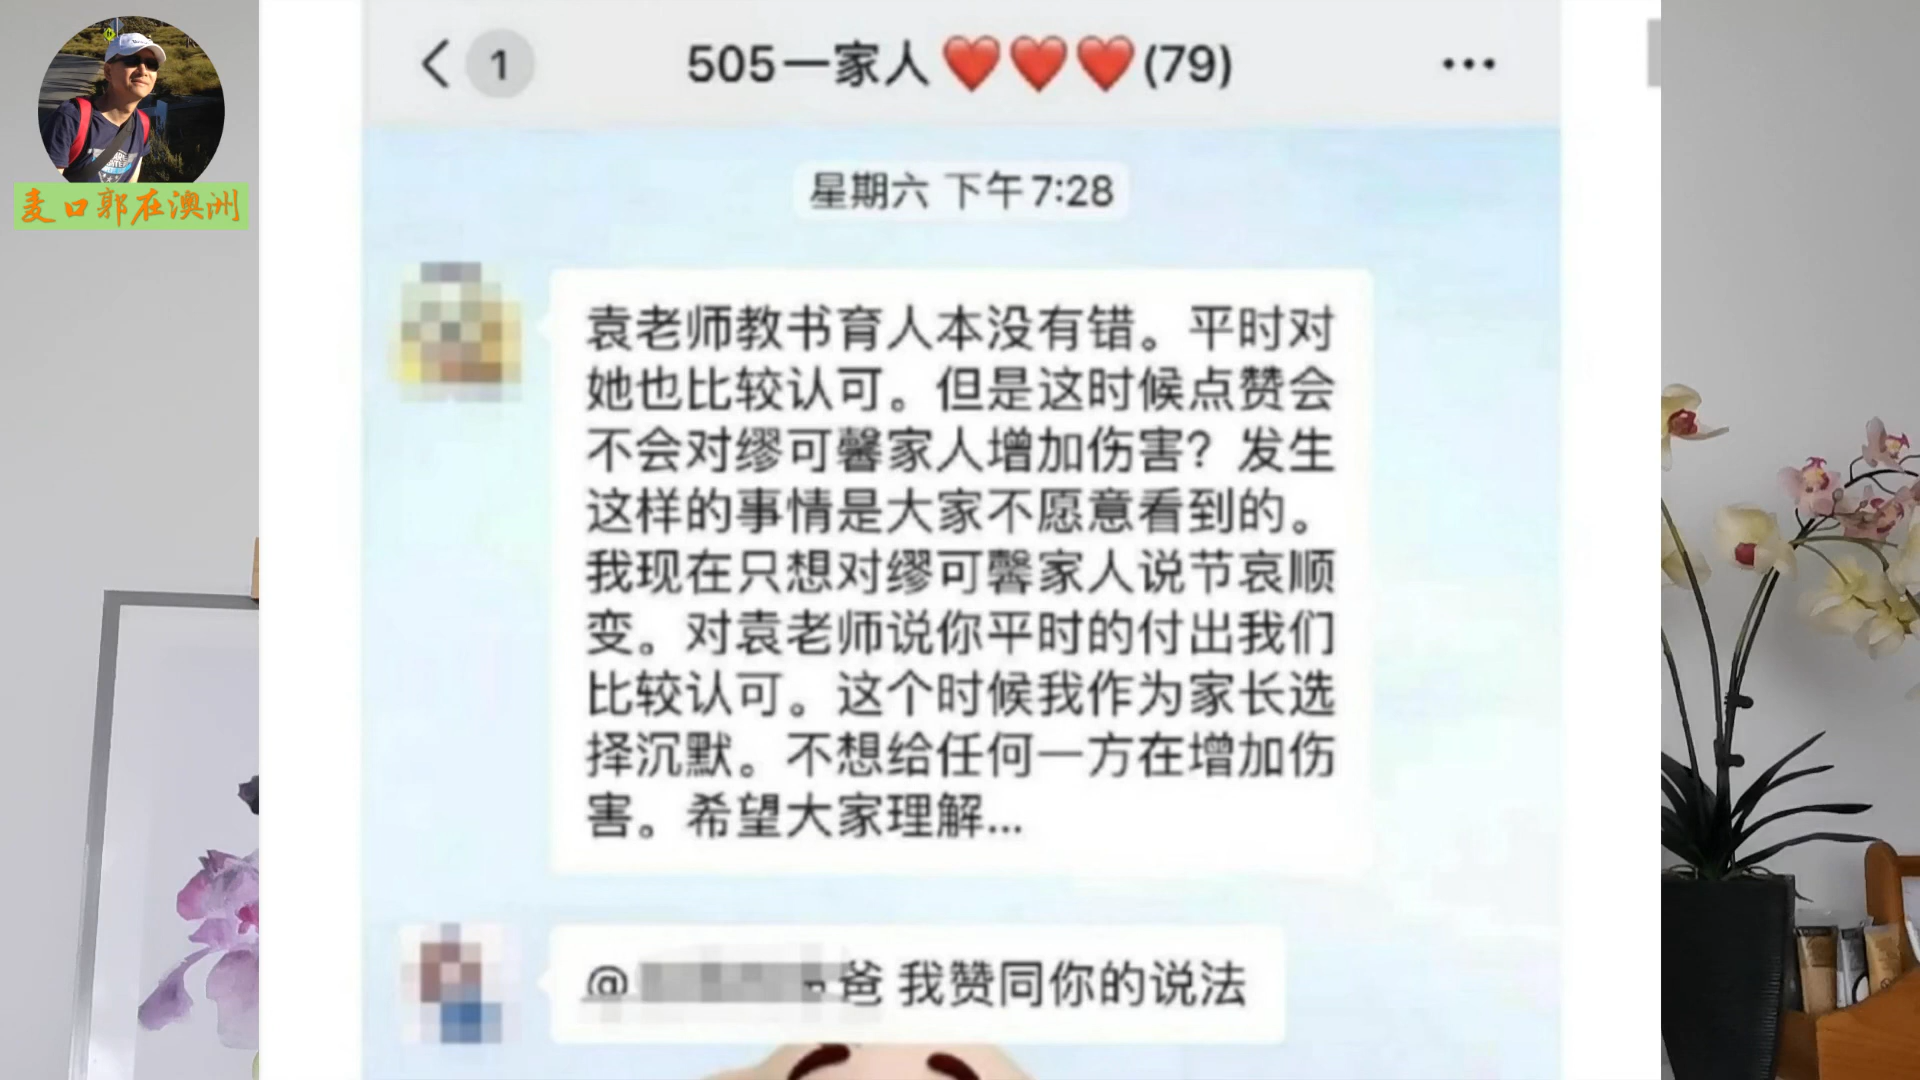 麦口郭在澳洲
1
505一家人❤️❤️❤️(79)
星期六 下午7:28
袁老师教书育人本没有错。平时对
她也比较认可。但是这时候点赞会
不会对缪可馨家人增加伤害？发生
这样的事情是大家不愿意看到的。
我现在只想对缪可馨家人说节哀顺
变。对袁老师说你平时的付出我们
比较认可。这个时候我作为家长选
择沉默。不想给任何一方在增加伤
害。希望大家理解...
@ 爸 我赞同你的说法